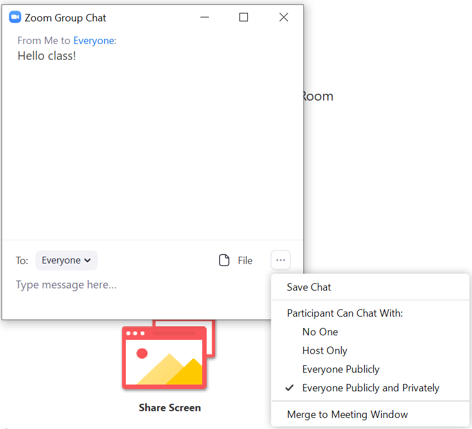 Zoom Group Chat
From Me to Everyone:
Hello class!
Room
To: Everyone File ...
Type message here...
Save Chat
Participant Can Chat With:
No One
Host Only
Everyone Publicly
Everyone Publicly and Privately
Merge to Meeting Window
Share Screen